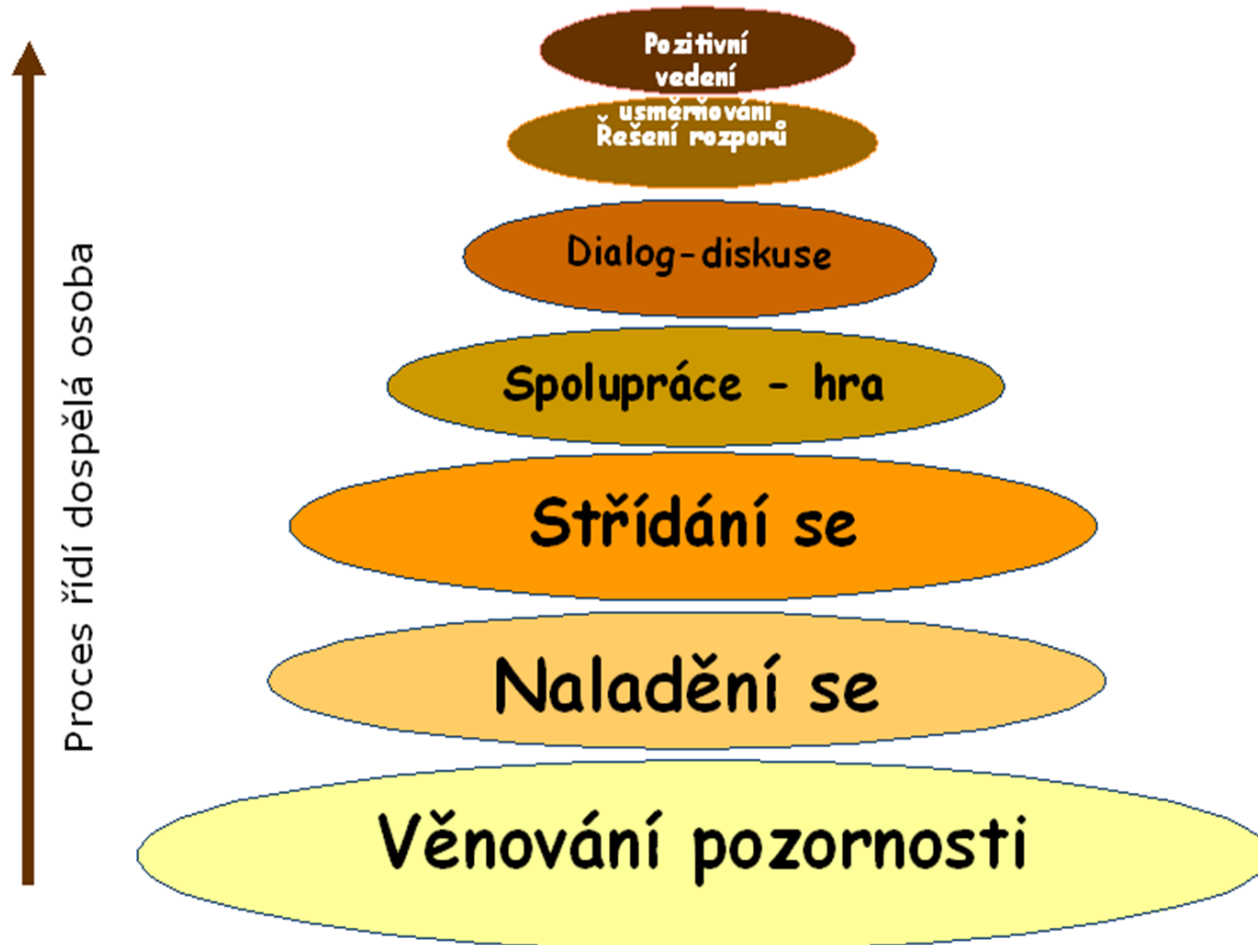 Pozitivní
vedení
usměrňování
Řešení rozporů
Dialog-diskuse
Spolupráce - hra
Střídání se
Naladění se
Věnování pozornosti
Proces řídí dospělá osoba